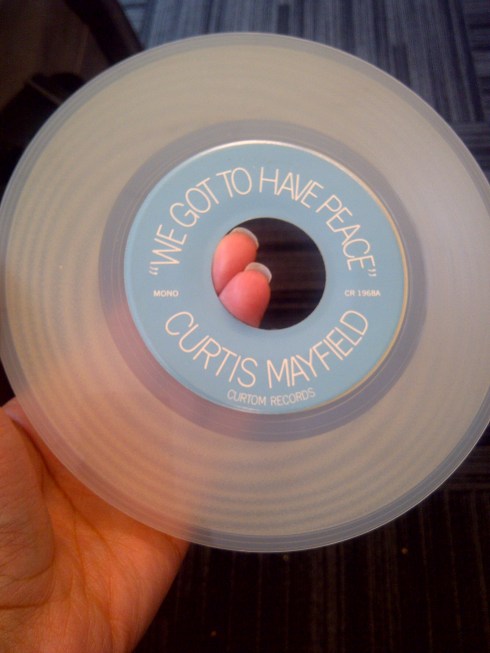 "WE GOT TO HAVE PEACE"
MONO
CR 1968A
CURTIS MAYFIELD
CURTOM RECORDS